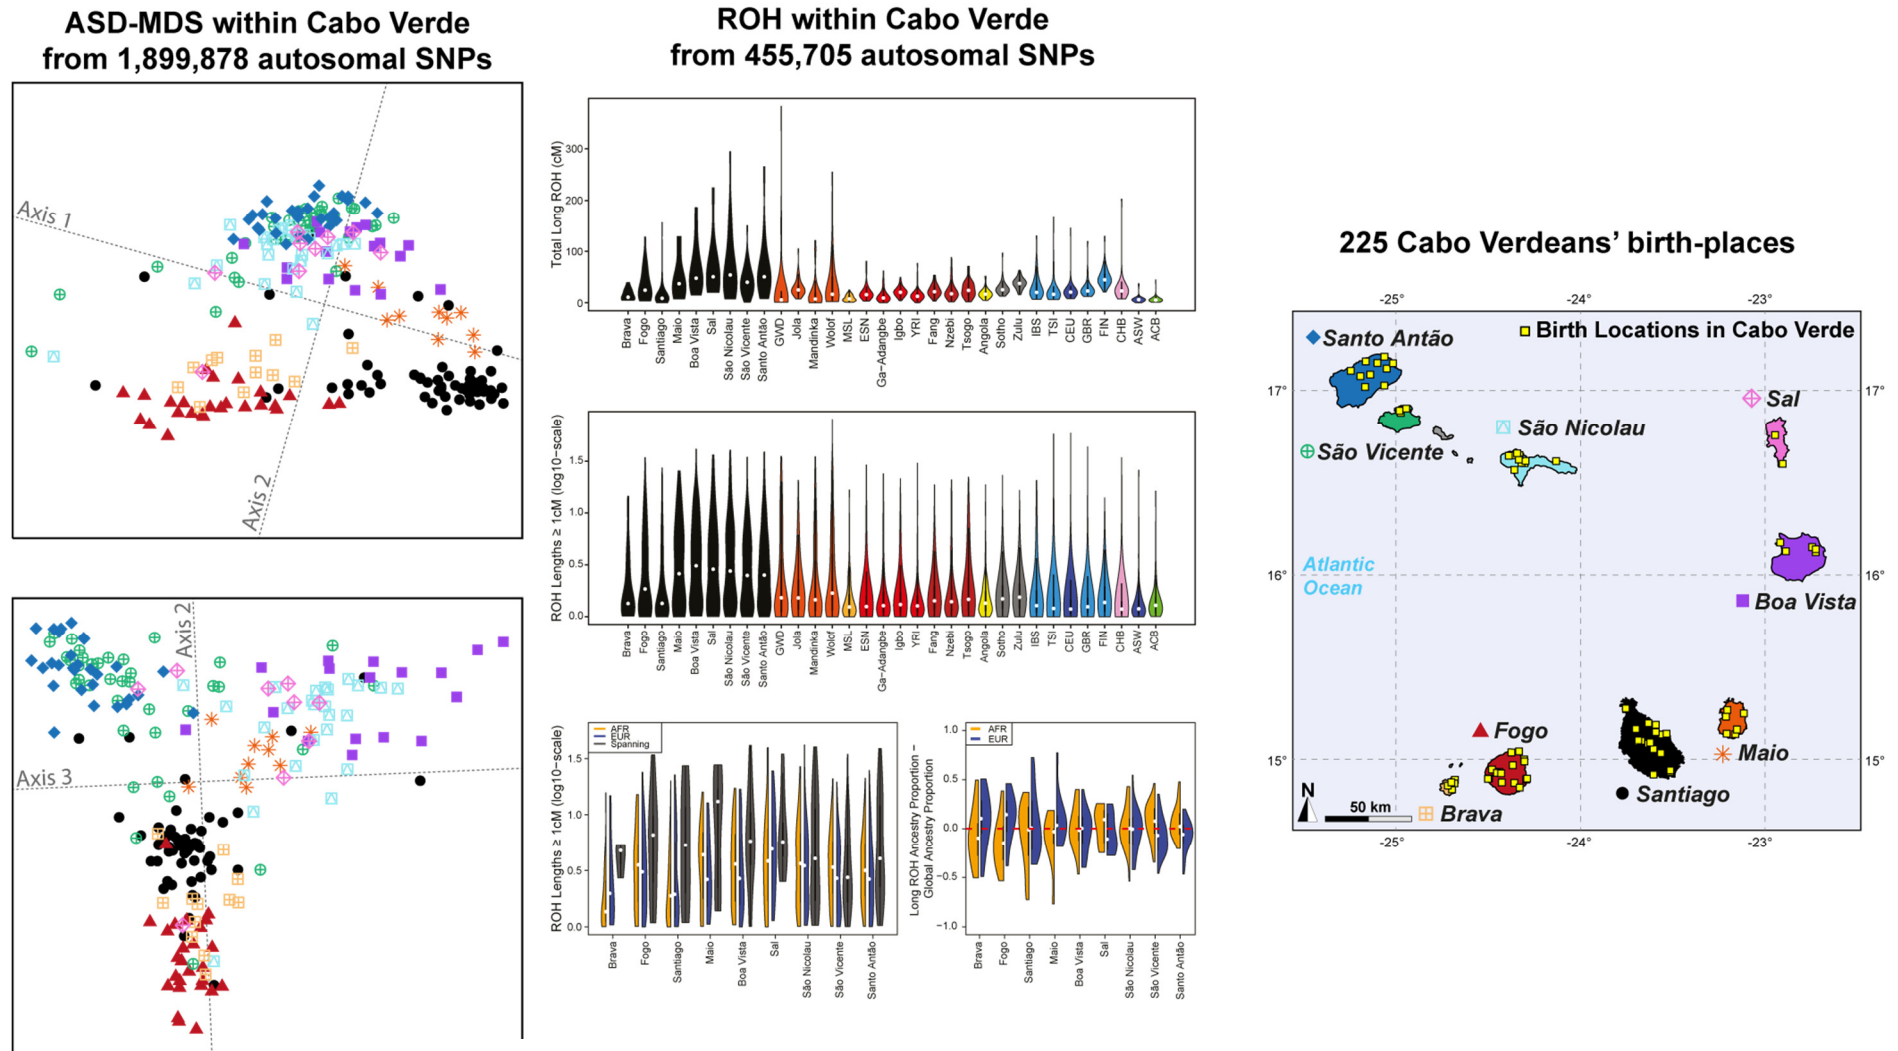 ASD-MDS within Cabo Verde
from 1,899,878 autosomal SNPs
Axis 1
Axis 2
Axis 2
Axis 3
ROH within Cabo Verde
from 455,705 autosomal SNPs
Total Long ROH (cM)
300
200
100
0
Brava
Fogo
Santiago
Maio
Boa Vista
Sal
São Nicolau
São Vicente
Santo Antão
GWD
Jola
Mandinka
Wolof
MSL
ESN
Ga-Adangbe
Igbo
YRI
Fang
Nzebi
Tsogo
Angola
Sotho
Zulu
IBS
TSI
CEU
GBR
FIN
CHB
ASW
ACB
ROH Lengths ≥ 1cM (log10−scale)
1.5
1.0
0.5
0.0
Brava
Fogo
Santiago
Maio
Boa Vista
Sal
São Nicolau
São Vicente
Santo Antão
GWD
Jola
Mandinka
Wolof
MSL
ESN
Ga-Adangbe
Igbo
YRI
Fang
Nzebi
Tsogo
Angola
Sotho
Zulu
IBS
TSI
CEU
GBR
FIN
CHB
ASW
ACB
ROH Lengths ≥ 1cM (log10−scale)
AFR
EUR
Spanning
1.5
1.0
0.5
0.0
Brava
Fogo
Santiago
Maio
Boa Vista
Sal
São Nicolau
São Vicente
Santo Antão
Long ROH Ancestry Proportion −
Global Ancestry Proportion
AFR
EUR
1.0
0.5
0.0
−0.5
−1.0
Brava
Fogo
Santiago
Maio
Boa Vista
Sal
São Nicolau
São Vicente
Santo Antão
225 Cabo Verdeans’ birth-places
-25°
-24°
-23°
Santo Antão
Birth Locations in Cabo Verde
17°
17°
Sal
São Vicente
São Nicolau
Atlantic
Ocean
16°
16°
Boa Vista
Fogo
Maio
15°
15°
Santiago
N
50 km
Brava
-25°
-24°
-23°